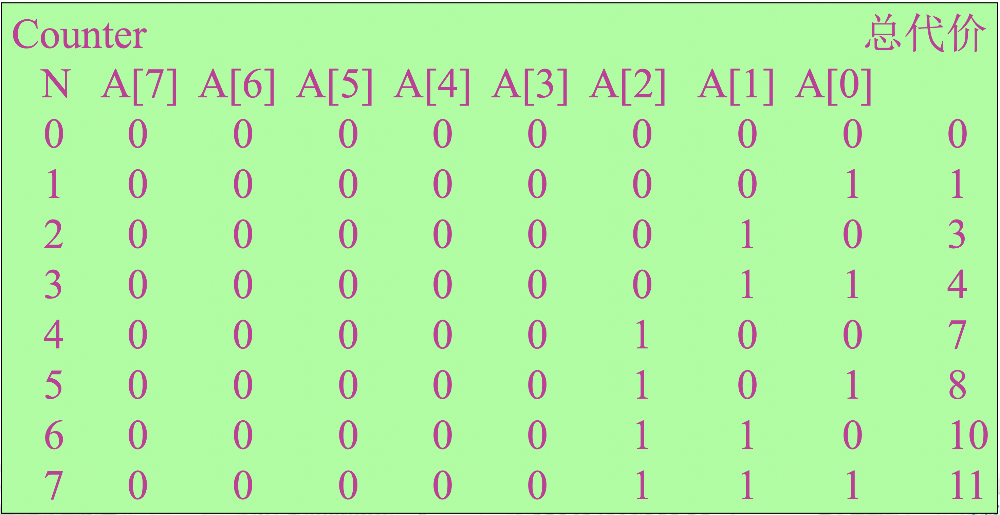 Counter 总代价
N A[7] A[6] A[5] A[4] A[3] A[2] A[1] A[0]
0 0 0 0 0 0 0 0 0 0
1 0 0 0 0 0 0 0 1 1
2 0 0 0 0 0 0 1 0 3
3 0 0 0 0 0 0 1 1 4
4 0 0 0 0 0 1 0 0 7
5 0 0 0 0 0 1 0 1 8
6 0 0 0 0 0 1 1 0 10
7 0 0 0 0 0 1 1 1 11